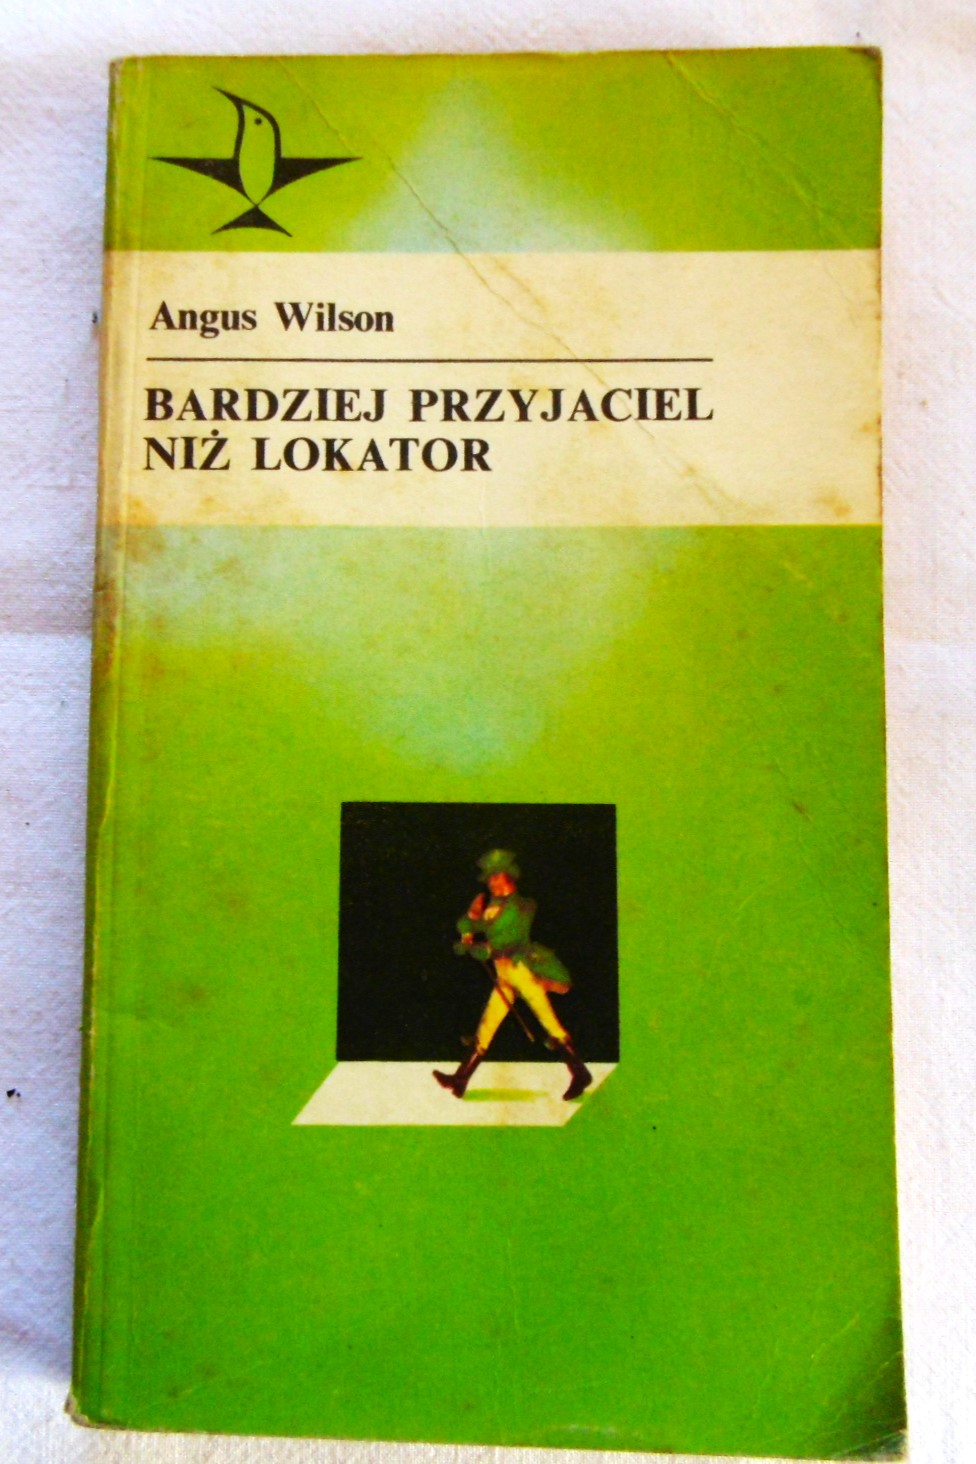 Angus Wilson
BARDZIEJ PRZYJACIEL
NIŻ LOKATOR